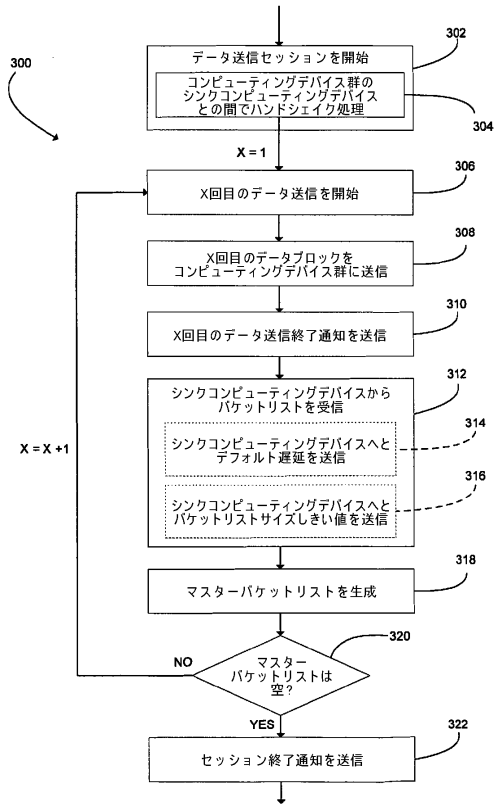 300
データ送信セッションを開始
302
コンピューティングデバイス群の
シンクコンピューティングデバイス
との間でハンドシェイク処理
304
X = 1
X回目のデータ送信を開始
306
X回目のデータブロックを
コンピューティングデバイス群に送信
308
X回目のデータ送信終了通知を送信
310
シンクコンピューティングデバイスから
バケットリストを受信
312
シンクコンピューティングデバイスへと
デフォルト遅延を送信
314
シンクコンピューティングデバイスへと
バケットリストサイズしきい値を送信
316
X = X +1
マスターバケットリストを生成
318
マスター
バケットリストは
空?
320
NO
YES
セッション終了通知を送信
322